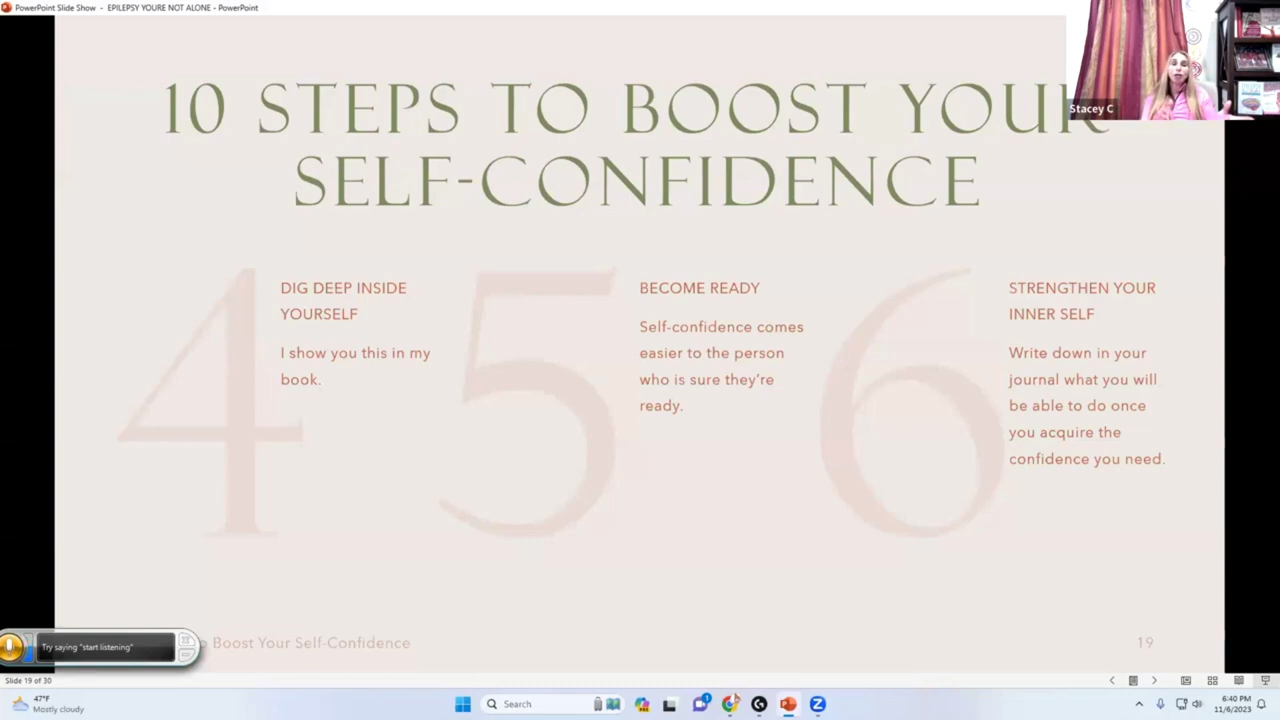 PowerPoint Slide Show - EPILEPSY YOURE NOT ALONE - PowerPoint
Stacey C
10 STEPS TO BOOST YOUR
SELF-CONFIDENCE
4
DIG DEEP INSIDE
YOURSELF
I show you this in my
book.
5
BECOME READY
Self-confidence comes
easier to the person
who is sure they're
ready.
6
STRENGTHEN YOUR
INNER SELF
Write down in your
journal what you will
be able to do once
you acquire the
confidence you need.
Try saying "start listening"
Boost Your Self-Confidence
19
Slide 19 of 30
47°F
Mostly cloudy
Search
1
6:40 PM
11/6/2023